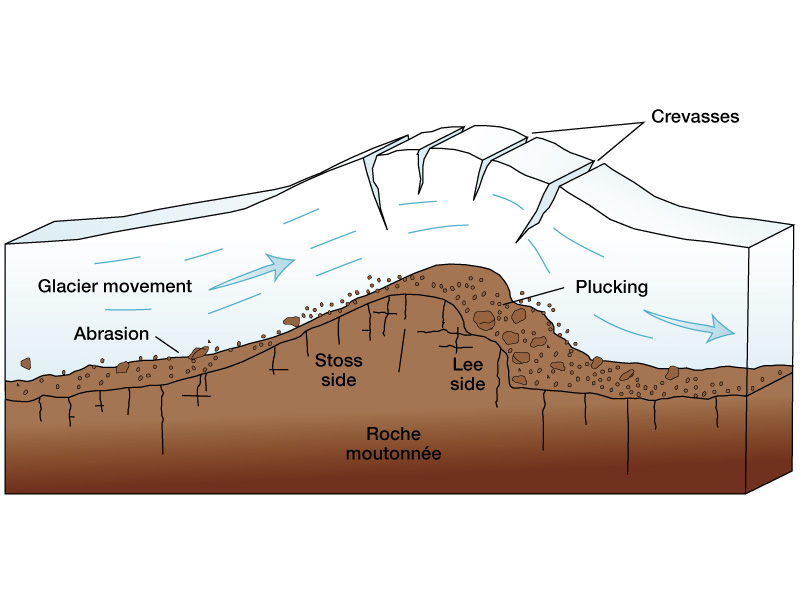 Crevasses
Glacier movement
Plucking
Abrasion
Stoss
side
Lee
side
Roche
moutonnée